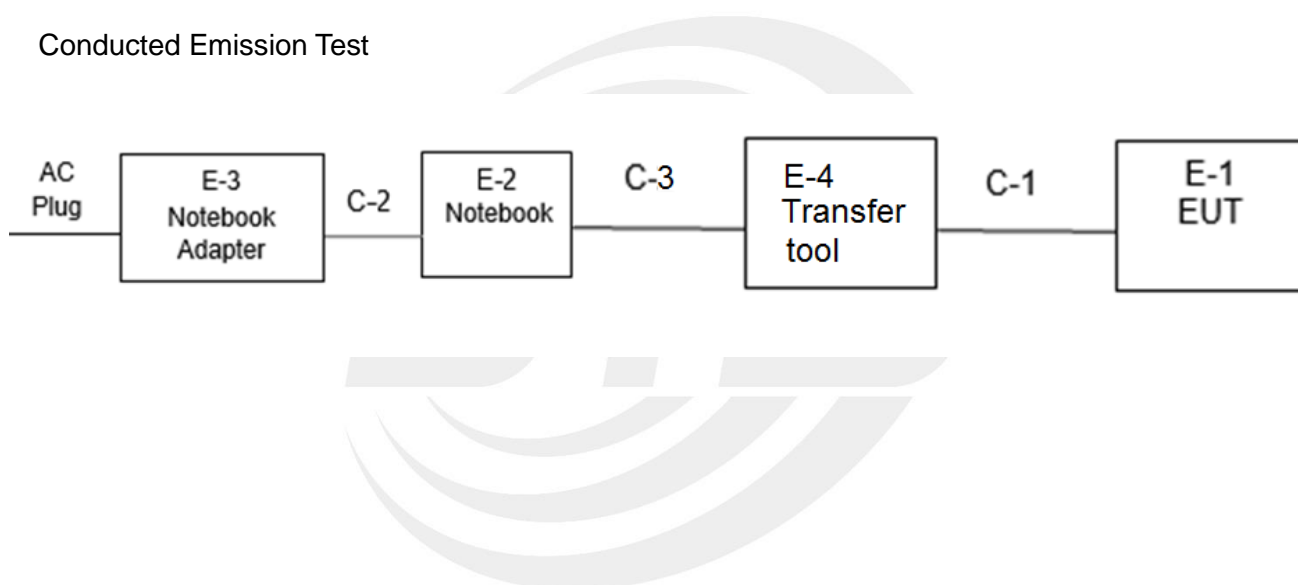 Conducted Emission Test
AC
Plug
E-3
Notebook
Adapter
C-2
E-2
Notebook
C-3
E-4
Transfer
tool
C-1
E-1
EUT